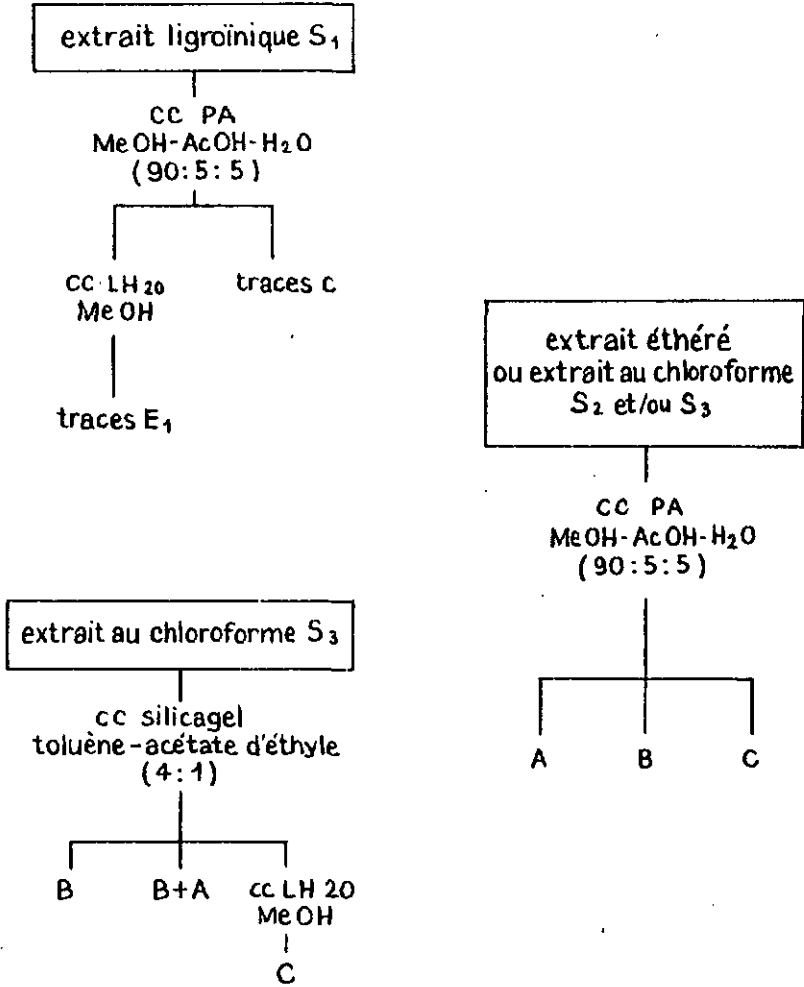 extrait ligroïnique S₁
CC PA
MeOH-AcOH-H₂O
(90:5:5)
CC LH₂₀
MeOH
traces C
traces E₁
extrait éthéré
ou extrait au chloroforme
S₂ et/ou S₃
CC PA
MeOH-AcOH-H₂O
(90:5:5)
A B C
extrait au chloroforme S₃
CC silicagel
toluène-acétate d'éthyle
(4:1)
B B+A CC LH 20
MeOH
C